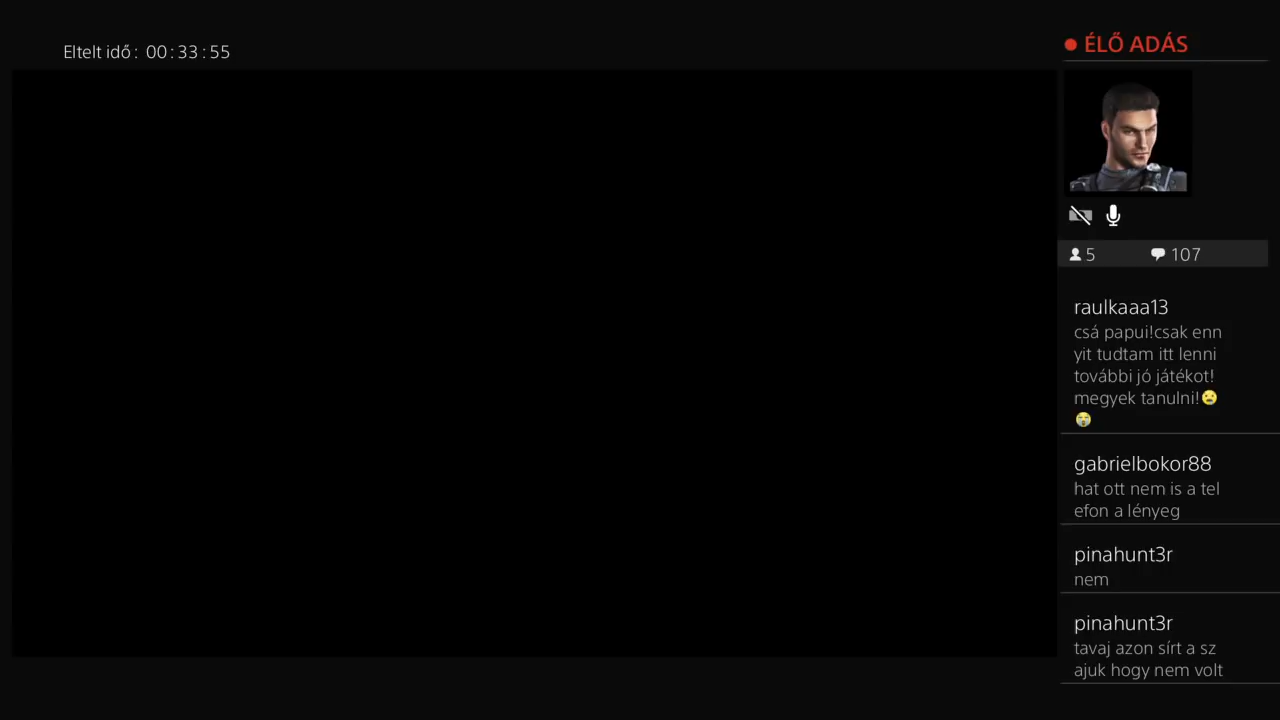 Eltelt idő: 00:33:55
ÉLŐ ADÁS
5 107
raulkaaa13
csá papui!csak enn
yit tudtam itt lenni
további jó játékot!
megyek tanulni!😦
😭
gabrielbokor88
hat ott nem is a tel
efon a lényeg
pinahunt3r
nem
pinahunt3r
tavaj azon sírt a sz
ajuk hogy nem volt